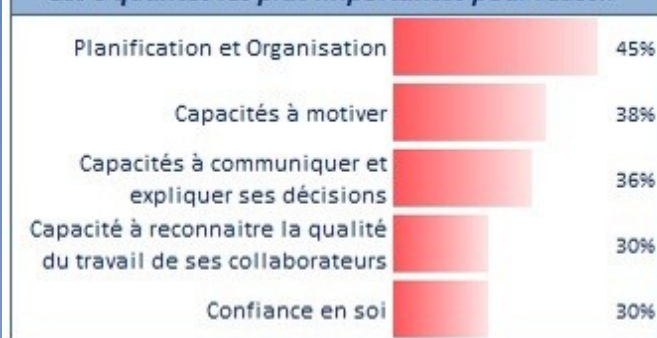 Planification et Organisation 45%
Capacités à motiver 38%
Capacités à communiquer et
expliquer ses décisions 36%
Capacité à reconnaitre la qualité
du travail de ses collaborateurs 30%
Confiance en soi 30%